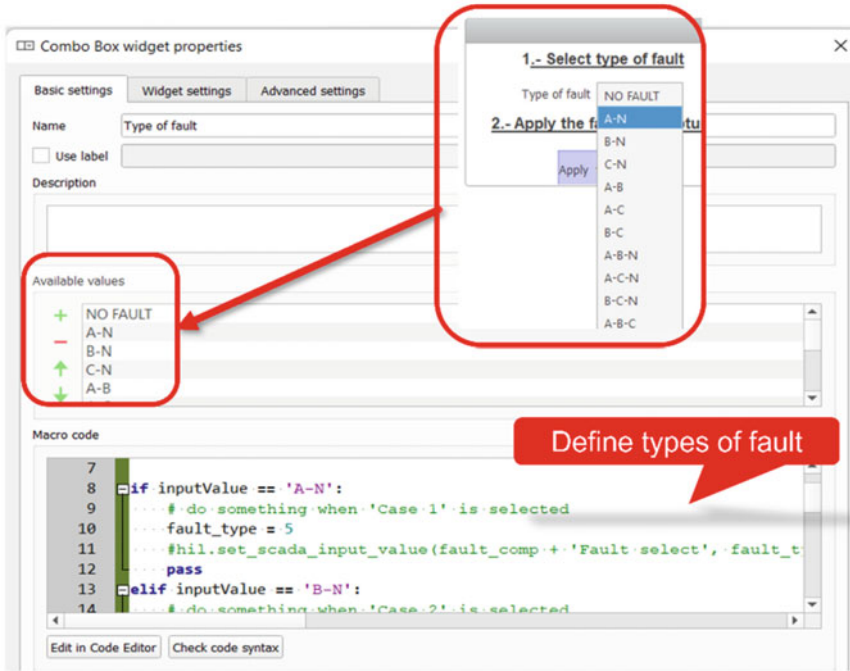 Combo Box widget properties
Basic settings Widget settings Advanced settings
Name Type of fault
Use label
Description
1.- Select type of fault
Type of fault NO FAULT
A-N
2.- Apply the
B-N
C-N
Apply
A-B
A-C
B-C
A-B-N
A-C-N
B-C-N
A-B-C
Available values
NO FAULT
A-N
B-N
C-N
A-B
Define types of fault
Macro code
7
8 if inputValue == 'A-N':
9 # do something when 'Case 1' is selected
10 fault_type = 5
11 #hil.set_scada_input_value(fault_comp + 'Fault select', fault_t
12 pass
13 elif inputValue == 'B-N':
14 # do something when 'Case 2' is selected
Edit in Code Editor Check code syntax